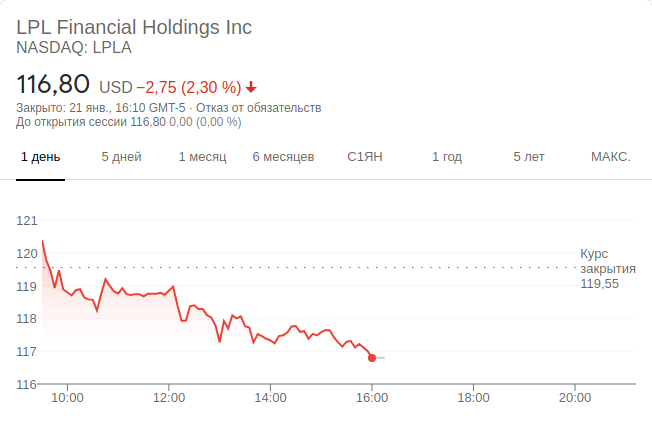 LPL Financial Holdings Inc
NASDAQ: LPLA
116,80 USD −2,75 (2,30 %)
Закрыто: 21 янв., 16:10 GMT-5 · Отказ от обязательств
До открытия сессии 116,80 0,00 (0,00 %)
1 день 5 дней 1 месяц 6 месяцев С1ЯН 1 год 5 лет МАКС.
121
120
119
118
117
116
Курс
закрытия
119,55
10:00 12:00 14:00 16:00 18:00 20:00